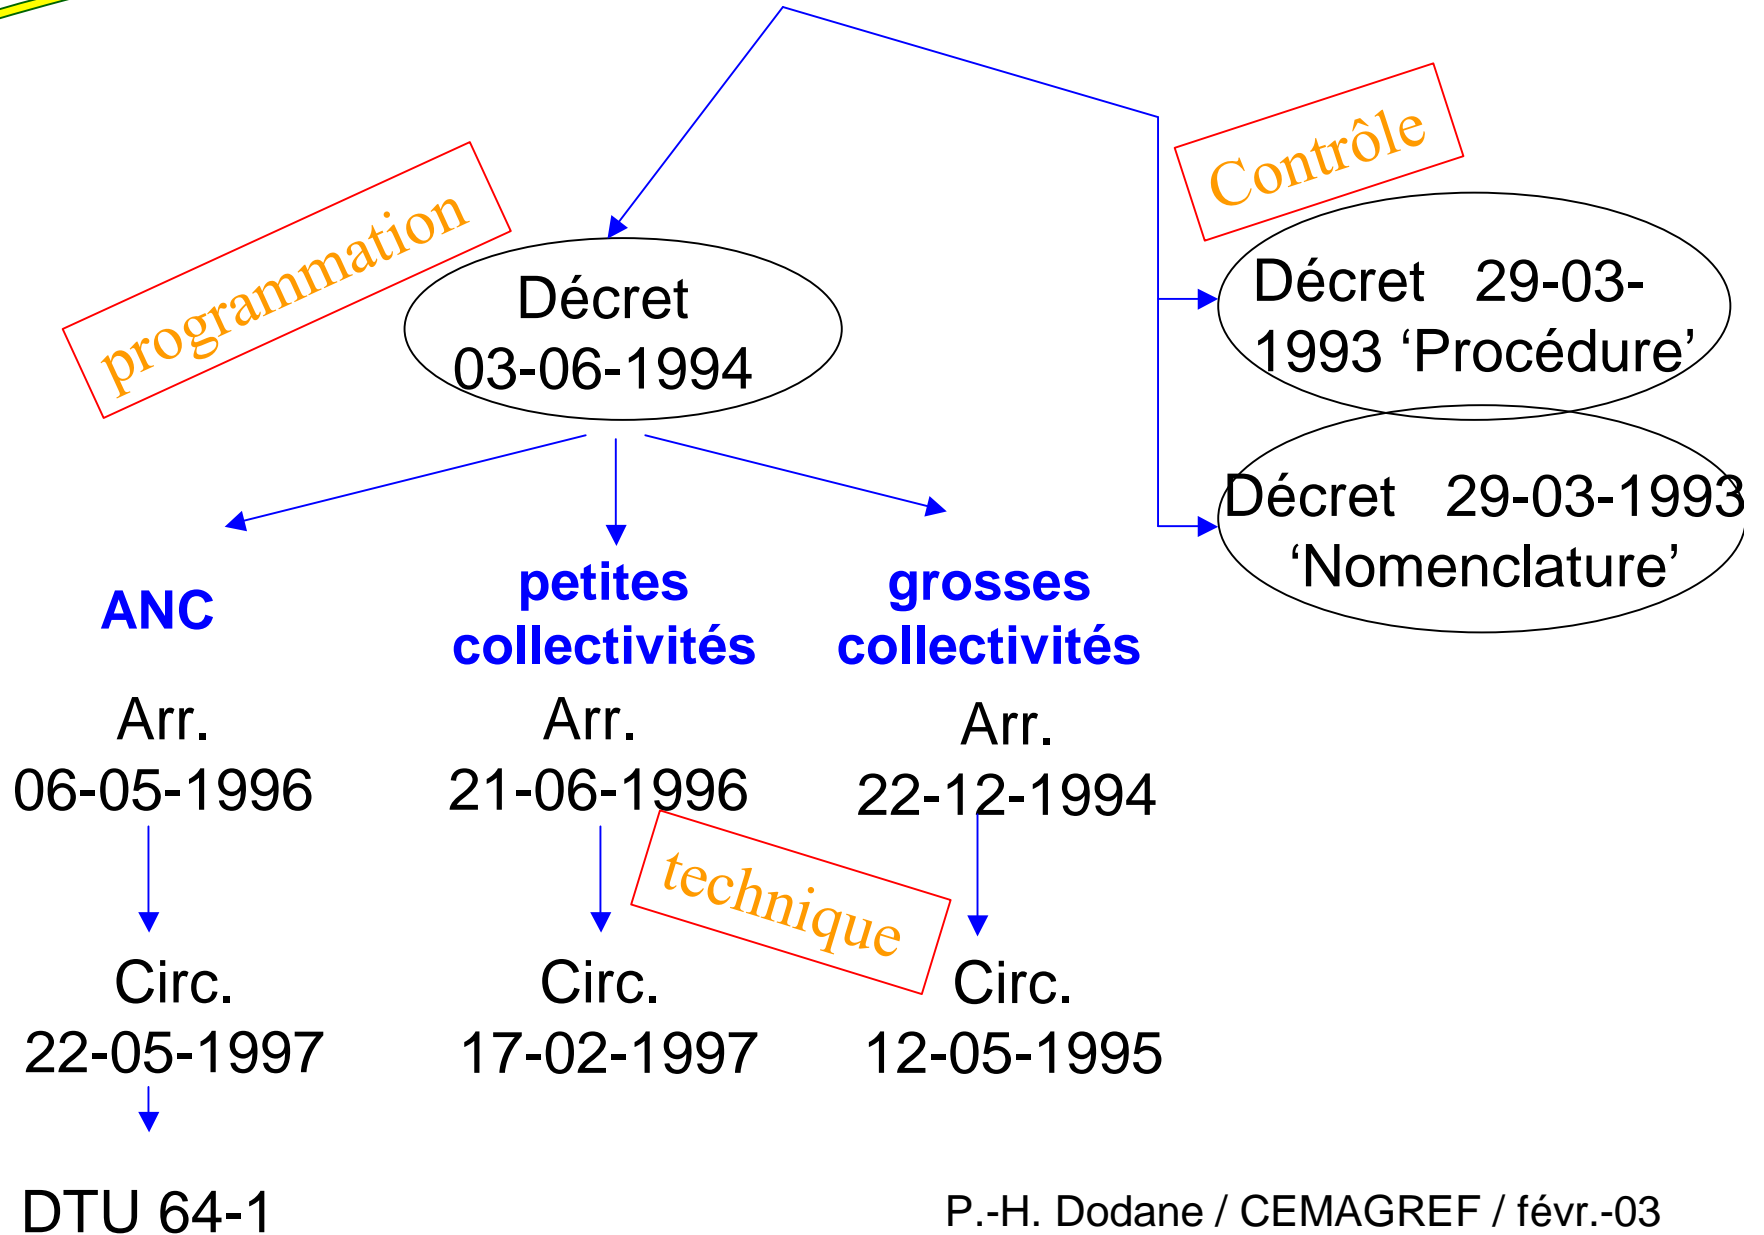 Contrôle
programmation
Décret
03-06-1994
Décret 29-03-
1993 ‘Procédure’
Décret 29-03-1993
‘Nomenclature’
ANC
petites
collectivités
grosses
collectivités
Arr.
06-05-1996
Arr.
21-06-1996
Arr.
22-12-1994
technique
Circ.
22-05-1997
Circ.
17-02-1997
Circ.
12-05-1995
DTU 64-1
P.-H. Dodane / CEMAGREF / févr.-03